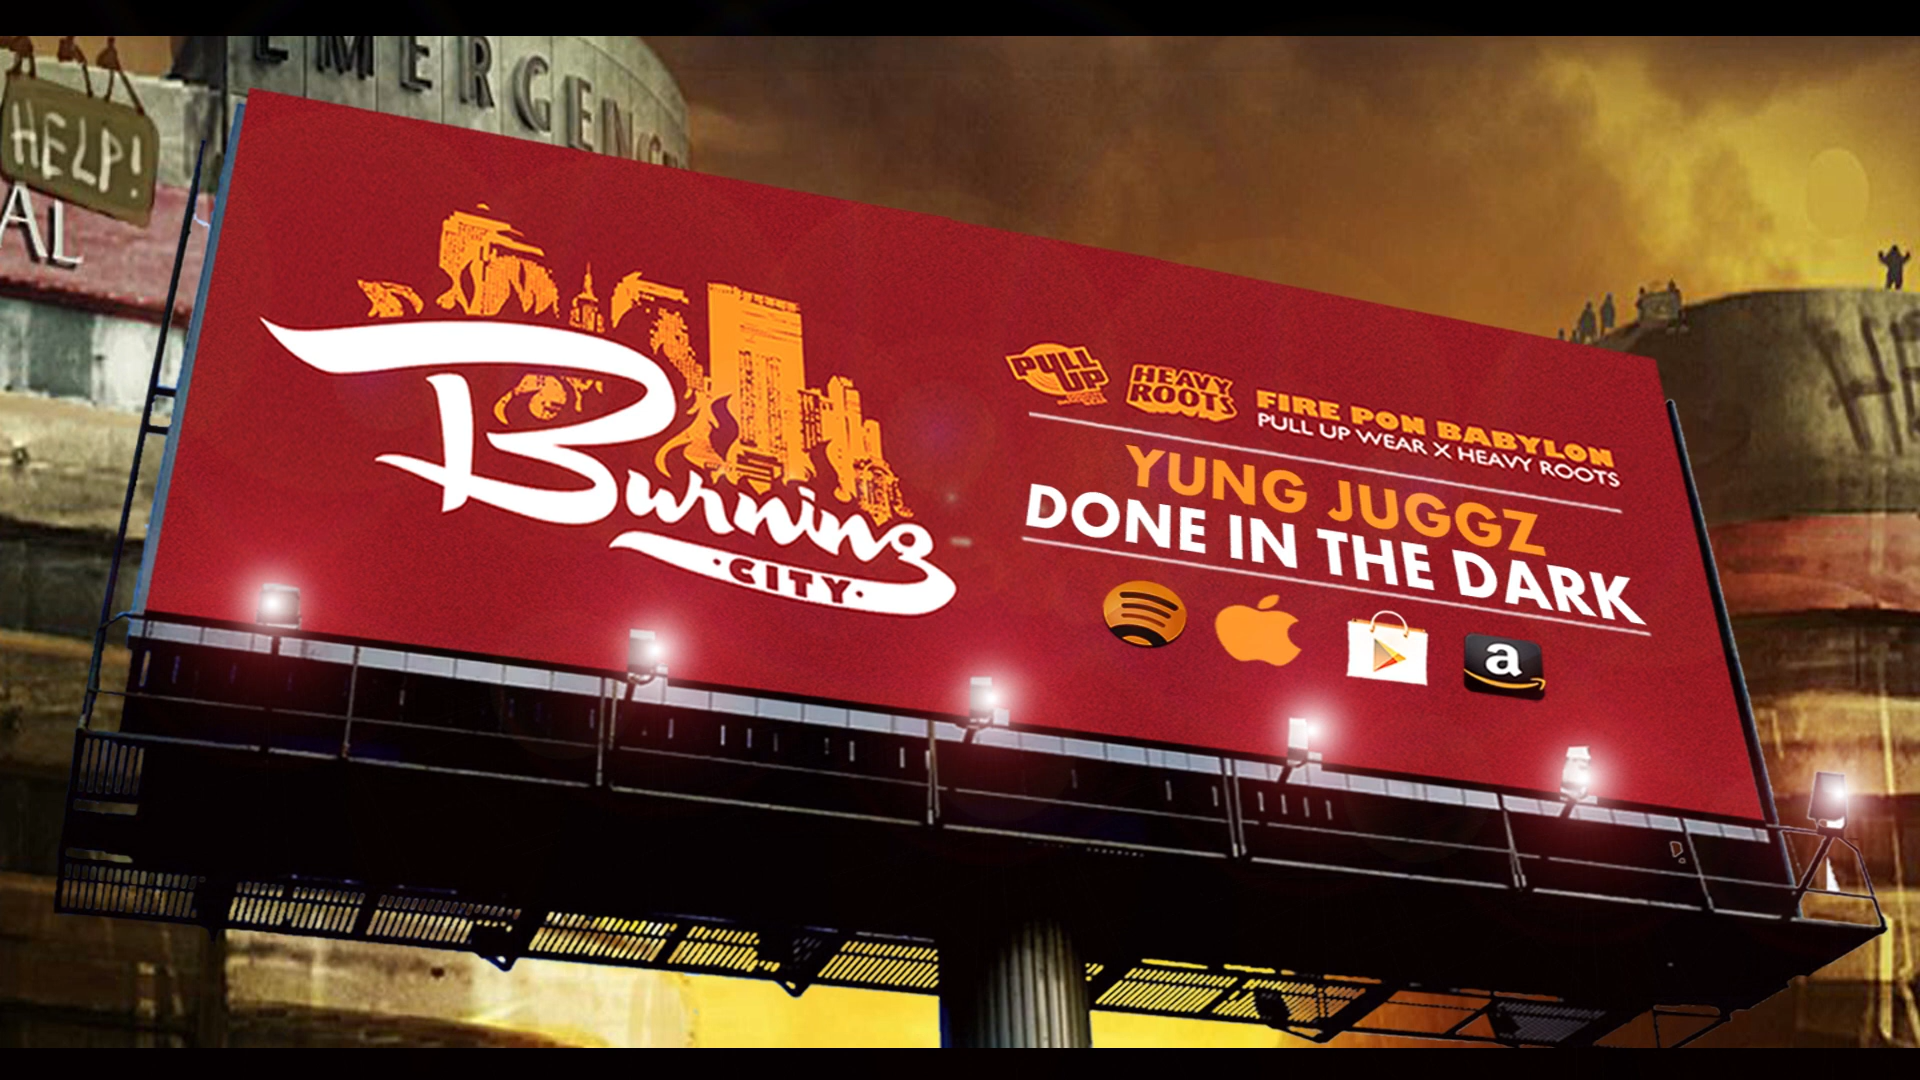 EMERGENC
HELP!
AL
Burning
·CITY·
PULL UP
HEAVY
ROOTS
FIRE PON BABYLON
PULL UP WEAR X HEAVY ROOTS
YUNG JUGGZ
DONE IN THE DARK
a